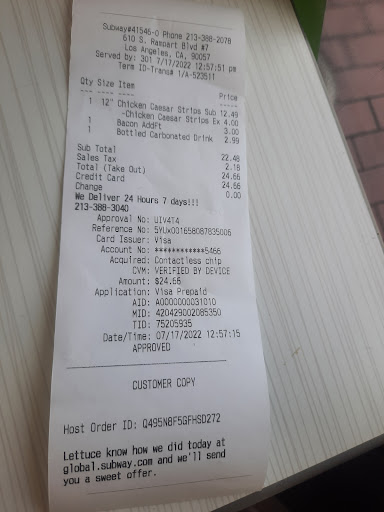 Subway#41546-0 Phone 213-388-2078
610 S. Rampart Blvd #7
Los Angeles, CA, 90057
Served by: 301 7/17/2022 12:57:51 pm
Term ID-Trans# 1/A-523511
Qty Size Item Price
--- ---- ---- -----
1 12" Chicken Caesar Strips Sub 12.49
-Chicken Caesar Strips Ex 4.00
1 Bacon AddFt 3.00
1 Bottled Carbonated Drink 2.99
Sub Total 22.48
Sales Tax 2.18
Total (Take Out) 24.66
Credit Card 24.66
Change 0.00
We Deliver 24 Hours 7 days!!!
213-388-3040
Approval No: UIV414
Reference No: 5YUx001658087835006
Card Issuer: Visa
Account No: ************5466
Acquired: Contactless chip
CVM: VERIFIED BY DEVICE
Amount: $24.66
Application: Visa Prepaid
AID: A0000000031010
MID: 420429002085350
TID: 75205935
Date/Time: 07/17/2022 12:57:15
APPROVED
CUSTOMER COPY
Host Order ID: Q495N8F5GFHSD272
Lettuce know how we did today at
global.subway.com and we'll send
you a sweet offer.